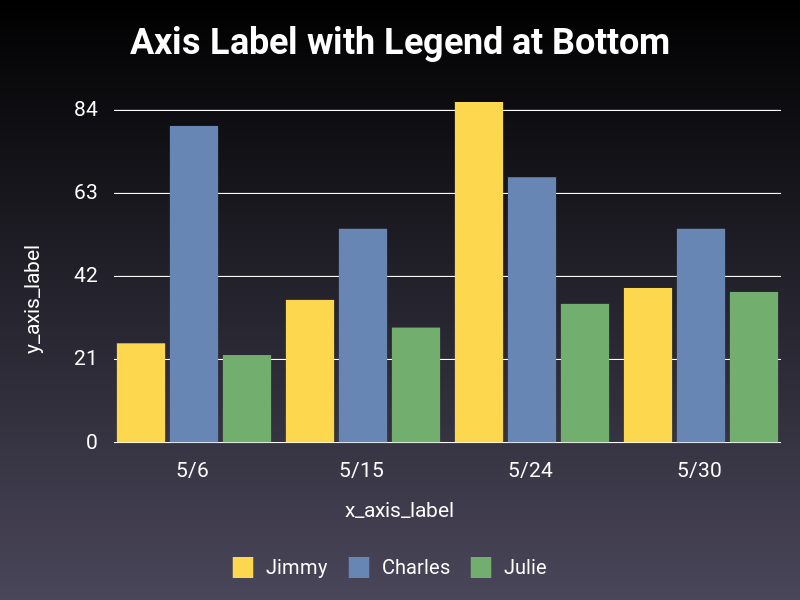 Axis Label with Legend at Bottom
84
63
42
21
0
y_axis_label
5/6 5/15 5/24 5/30
x_axis_label
Jimmy Charles Julie